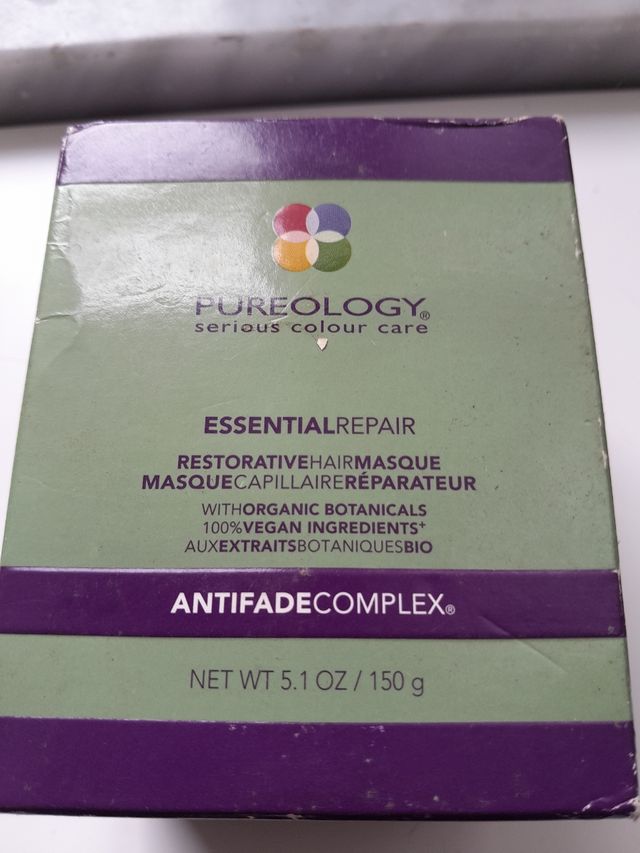 PUREOLOGY®
serious colour care
ESSENTIALREPAIR
RESTORATIVEHAIRMASQUE
MASQUECAPILLAIRERÉPARATEUR
WITHORGANIC BOTANICALS
100%VEGAN INGREDIENTS+
AUXEXTRAITSBOTANIQUESBIO
ANTIFADECOMPLEX®
NET WT 5.1 OZ / 150 g